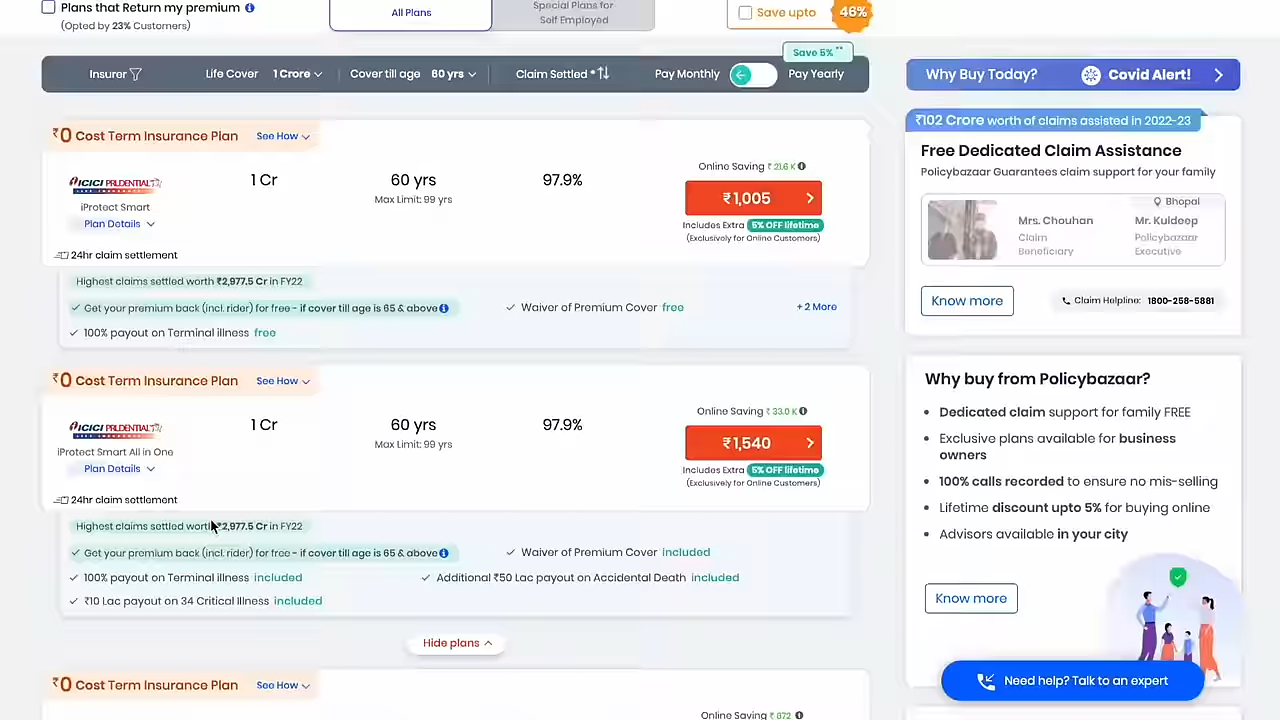 Plans that Return my premium
(Opted by 23% Customers)
All Plans
Special Plans for
Self Employed
Save upto
46%
Save 5% **
Insurer
Life Cover
1 Crore
Cover till age
60 yrs
Claim Settled *
Pay Monthly
Pay Yearly
₹0 Cost Term Insurance Plan
See How
ICICI PRUDENTIAL
iProtect Smart
Plan Details
1 Cr
60 yrs
Max Limit: 99 yrs
97.9%
Online Saving ₹ 21.6 K
₹1,005
Includes Extra 5% OFF lifetime
(Exclusively for Online Customers)
24hr claim settlement
Highest claims settled worth ₹2,977.5 Cr in FY22
Get your premium back (incl. rider) for free - if cover till age is 65 & above
Waiver of Premium Cover free
+ 2 More
100% payout on Terminal illness free
₹0 Cost Term Insurance Plan
See How
ICICI PRUDENTIAL
iProtect Smart All in One
Plan Details
1 Cr
60 yrs
Max Limit: 99 yrs
97.9%
Online Saving ₹ 33.0 K
₹1,540
Includes Extra 5% OFF lifetime
(Exclusively for Online Customers)
24hr claim settlement
Highest claims settled worth ₹2,977.5 Cr in FY22
Get your premium back (incl. rider) for free - if cover till age is 65 & above
Waiver of Premium Cover included
100% payout on Terminal illness included
Additional ₹50 Lac payout on Accidental Death included
₹10 Lac payout on 34 Critical Illness included
Hide plans
₹0 Cost Term Insurance Plan
See How
Online Saving ₹ 872
Why Buy Today?
Covid Alert!
₹102 Crore worth of claims assisted in 2022-23
Free Dedicated Claim Assistance
Policybazaar Guarantees claim support for your family
Bhopal
Mrs. Chouhan
Claim
Beneficiary
Mr. Kuldeep
Policybazaar
Executive
Know more
Claim Helpline: 1800-258-5881
Why buy from Policybazaar?
Dedicated claim support for family FREE
Exclusive plans available for business
owners
100% calls recorded to ensure no mis-selling
Lifetime discount upto 5% for buying online
Advisors available in your city
Know more
Need help? Talk to an expert